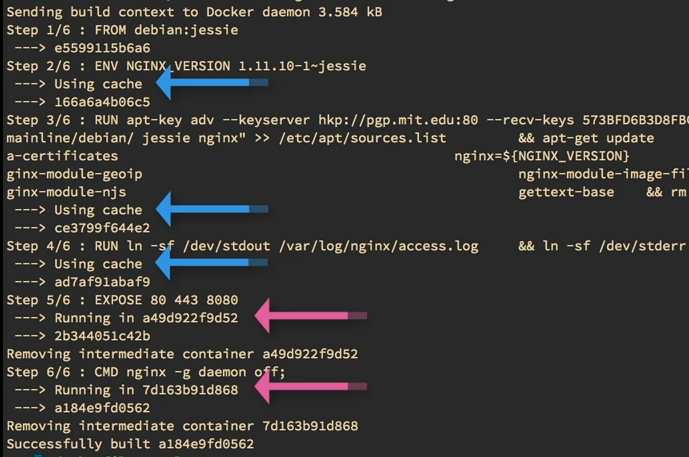 Sending build context to Docker daemon 3.584 kB
Step 1/6 : FROM debian:jessie
---> e5599115b6a6
Step 2/6 : ENV NGINX_VERSION 1.11.10-1~jessie
---> Using cache
---> 166a6a4b06c5
Step 3/6 : RUN apt-key adv --keyserver hkp://pgp.mit.edu:80 --recv-keys 573BFD6B3D8FBC
mainline/debian/ jessie nginx" >> /etc/apt/sources.list && apt-get update
a-certificates nginx=${NGINX_VERSION}
ginx-module-geoip nginx-module-image-fil
ginx-module-njs gettext-base && rm
---> Using cache
---> ce3799f644e2
Step 4/6 : RUN ln -sf /dev/stdout /var/log/nginx/access.log && ln -sf /dev/stderr
---> Using cache
---> ad7af91abaf9
Step 5/6 : EXPOSE 80 443 8080
---> Running in a49d922f9d52
---> 2b344051c42b
Removing intermediate container a49d922f9d52
Step 6/6 : CMD nginx -g daemon off;
---> Running in 7d163b91d868
---> a184e9fd0562
Removing intermediate container 7d163b91d868
Successfully built a184e9fd0562